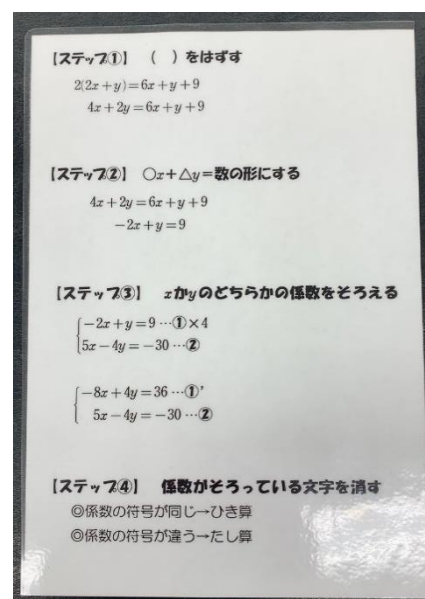 【ステップ①】 （ ）をはずす
2(2x+y)=6x+y+9
4x+2y=6x+y+9
【ステップ②】 ○x+△y=数の形にする
4x+2y=6x+y+9
-2x+y=9
【ステップ③】 xかyのどちらかの係数をそろえる
-2x+y=9…①×4
5x-4y=-30…②
-8x+4y=36…①'
5x-4y=-30…②
【ステップ④】 係数がそろっている文字を消す
◎係数の符号が同じ→ひき算
◎係数の符号が違う→たし算